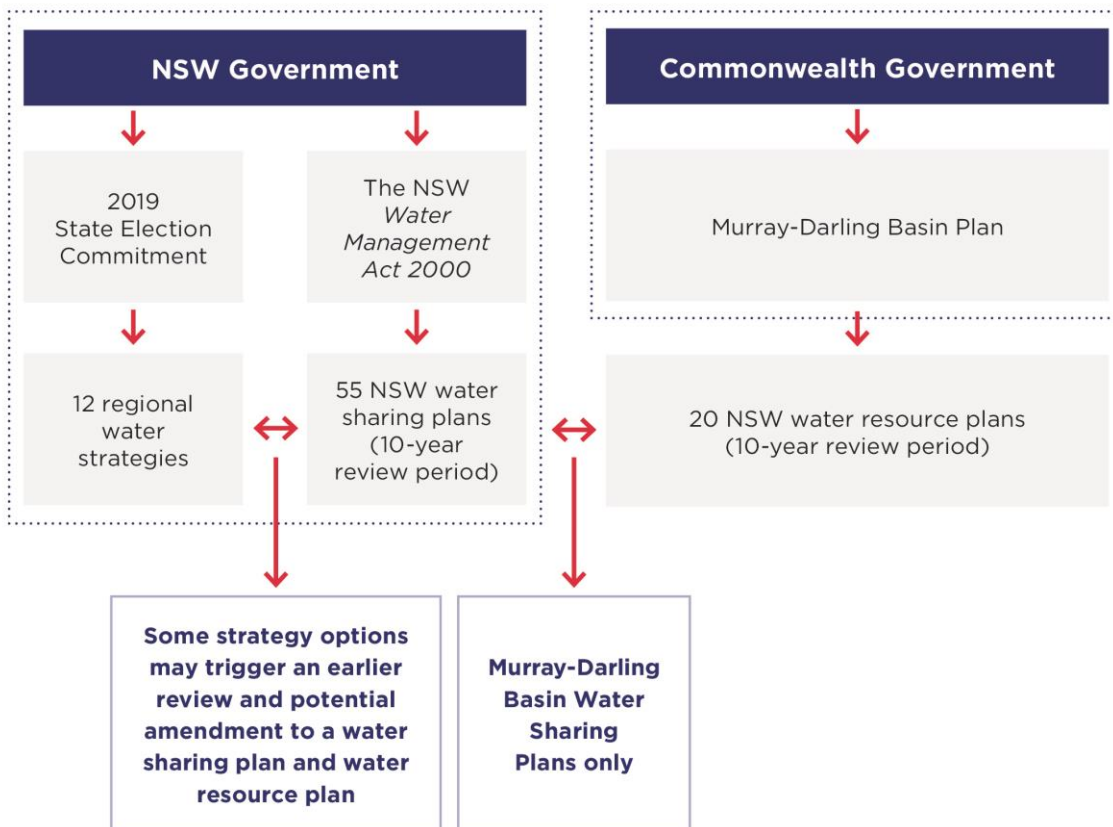 NSW Government
2019
State Election
Commitment
The NSW
Water
Management
Act 2000
12 regional
water
strategies
55 NSW water
sharing plans
(10-year
review period)
Commonwealth Government
Murray-Darling Basin Plan
20 NSW water resource plans
(10-year review period)
Some strategy options
may trigger an earlier
review and potential
amendment to a water
sharing plan and water
resource plan
Murray-Darling
Basin Water
Sharing
Plans only